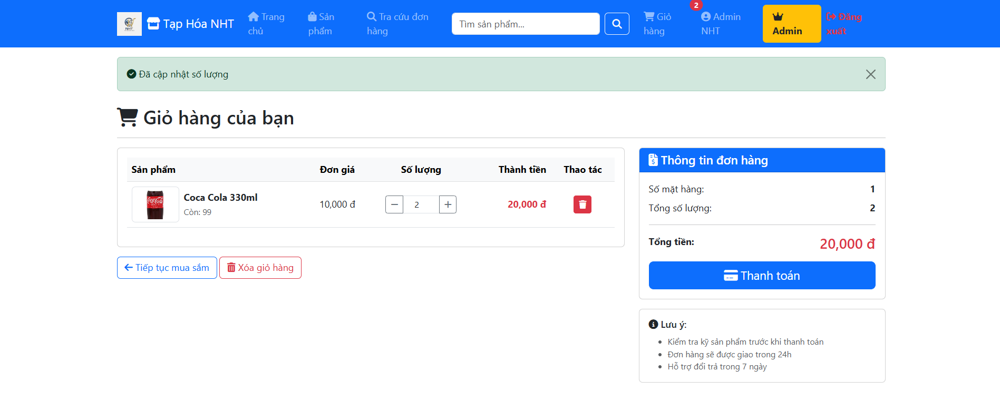 NHT
Tạp Hóa NHT
Trang
chủ
Sản
phẩm
Tra cứu đơn
hàng
Tìm sản phẩm...
Giỏ
hàng
2
Admin
NHT
Admin
Đăng
xuất
Đã cập nhật số lượng
Giỏ hàng của bạn
Sản phẩm Đơn giá Số lượng Thành tiền Thao tác
Coca-Cola
Coca Cola 330ml
Còn: 99
10,000 đ
2
20,000 đ
Tiếp tục mua sắm
Xóa giỏ hàng
Thông tin đơn hàng
Số mặt hàng: 1
Tổng số lượng: 2
Tổng tiền: 20,000 đ
Thanh toán
Lưu ý:
Kiểm tra kỹ sản phẩm trước khi thanh toán
Đơn hàng sẽ được giao trong 24h
Hỗ trợ đổi trả trong 7 ngày